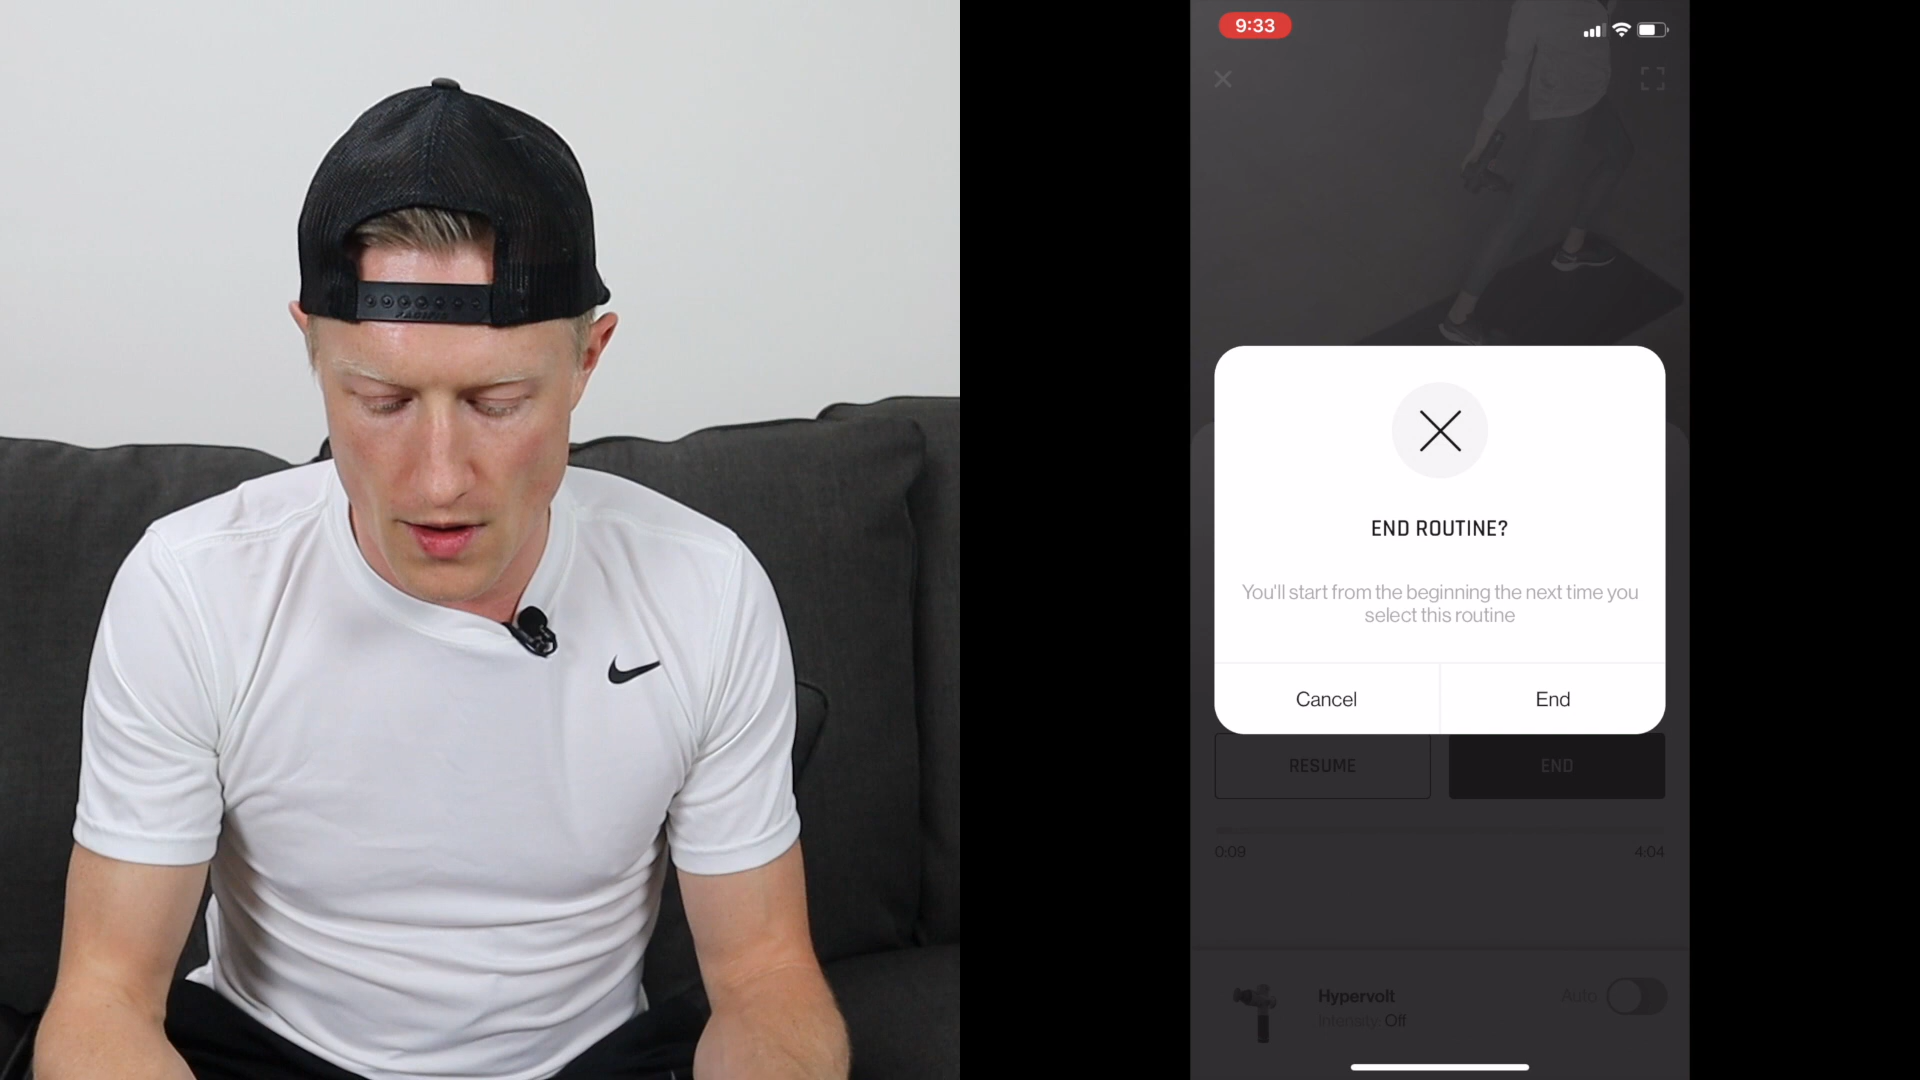 9:33
END ROUTINE?
You'll start from the beginning the next time you
select this routine
Cancel
End
RESUME
END
0:09
4:04
Hypervolt
Auto
Intensity: Off